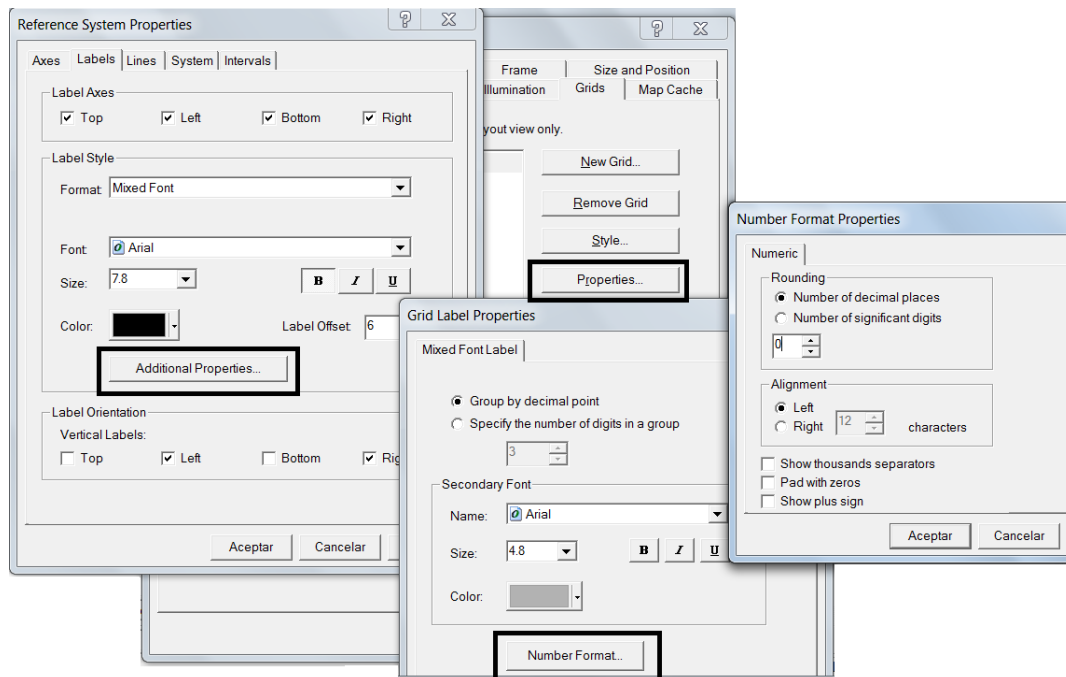 Reference System Properties
Axes Labels Lines System Intervals
Label Axes
Top Left Bottom Right
Label Style
Format: Mixed Font
Font: Arial
Size: 7.8 B I U
Color: Label Offset: 6
Additional Properties...
Label Orientation
Vertical Labels:
Top Left Bottom
Aceptar Cancelar
Frame Size and Position
Illumination Grids Map Cache
view only.
New Grid...
Remove Grid
Style...
Properties...
Grid Label Properties
Mixed Font Label
Group by decimal point
Specify the number of digits in a group
3
Secondary Font
Name: Arial
Size: 4.8 B I U
Color:
Number Format...
Number Format Properties
Numeric
Rounding
Number of decimal places
Number of significant digits
0
Alignment
Left
Right 12 characters
Show thousands separators
Pad with zeros
Show plus sign
Aceptar Cancelar